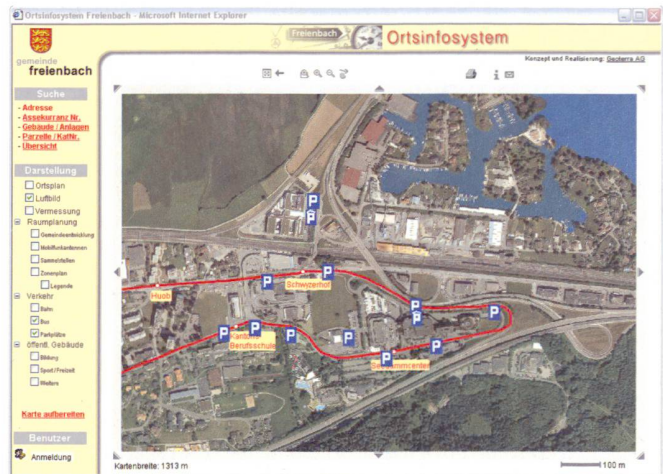 Ortsinfosystem Freienbach - Microsoft Internet Explorer
Freienbach
Ortsinfosystem
gemeinde
freienbach
Konzept und Realisierung: Geoterra AG
Suche
- Adresse
- Assekurranz Nr.
- Gebäude / Anlagen
- Parzelle / KatNr.
- Übersicht
Darstellung
Ortsplan
Luftbild
Vermessung
Raumplanung
Gemeindeentwicklung
Mobilfunkantennen
Sammelstellen
Zonenplan
Legende
Verkehr
Bahn
Bus
Parkplätze
öffentl. Gebäude
Bildung
Sport / Freizeit
Weitere
Karte aufbereiten
Benutzer
Anmeldung
P
P
Schwizerhof
P
P
Huob
P
P
P
P
P
P
P
Kantons
Berufsschule
P
P
P
Kartenbreite: 1313 m
100 m